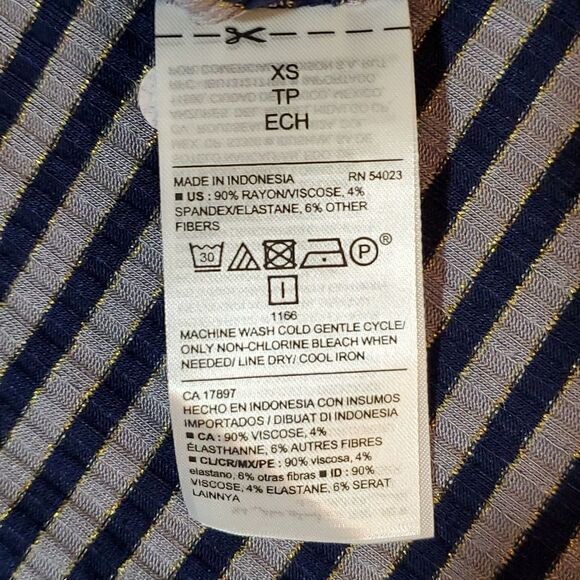 XS
TP
ECH
MADE IN INDONESIA RN 54023
■ US : 90% RAYON/VISCOSE, 4%
SPANDEX/ELASTANE, 6% OTHER
FIBERS
30 P ®
I
1166
MACHINE WASH COLD GENTLE CYCLE/
ONLY NON-CHLORINE BLEACH WHEN
NEEDED/ LINE DRY/ COOL IRON
CA 17897
HECHO EN INDONESIA CON INSUMOS
IMPORTADOS / DIBUAT DI INDONESIA
■ CA : 90% VISCOSE, 4%
ÉLASTHANNE, 6% AUTRES FIBRES
■ CL/CR/MX/PE : 90% viscosa, 4%
elastano, 6% otras fibras ■ ID : 90%
VISCOSE, 4% ELASTANE, 6% SERAT
LAINNYA